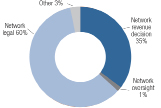 Other 3%
Network
revenue
decision
35%
Network
legal 60%
Network
oversight
1%